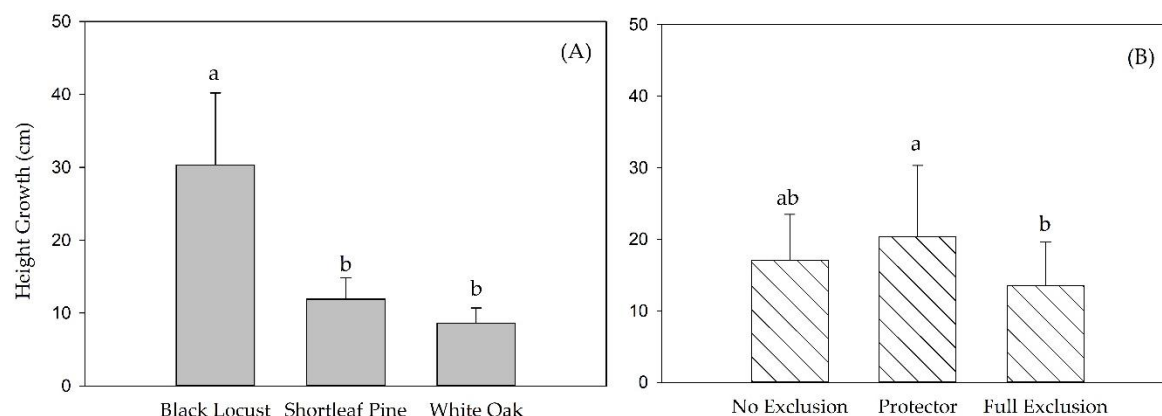 50
40
30
20
10
0
Height Growth (cm)
(A)
a
b
b
Black Locust Shortleaf Pine White Oak
50
40
30
20
10
0
(B)
ab
a
b
No Exclusion Protector Full Exclusion